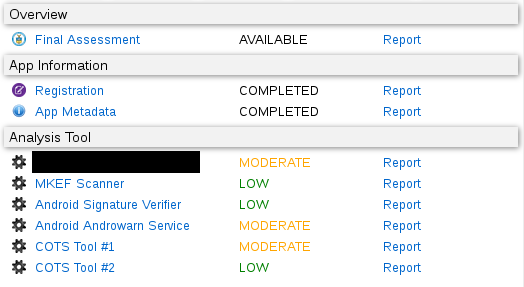 Overview
Final Assessment AVAILABLE Report
App Information
Registration COMPLETED Report
App Metadata COMPLETED Report
Analysis Tool
MODERATE Report
MKEF Scanner LOW Report
Android Signature Verifier LOW Report
Android Androwarn Service MODERATE Report
COTS Tool #1 MODERATE Report
COTS Tool #2 LOW Report